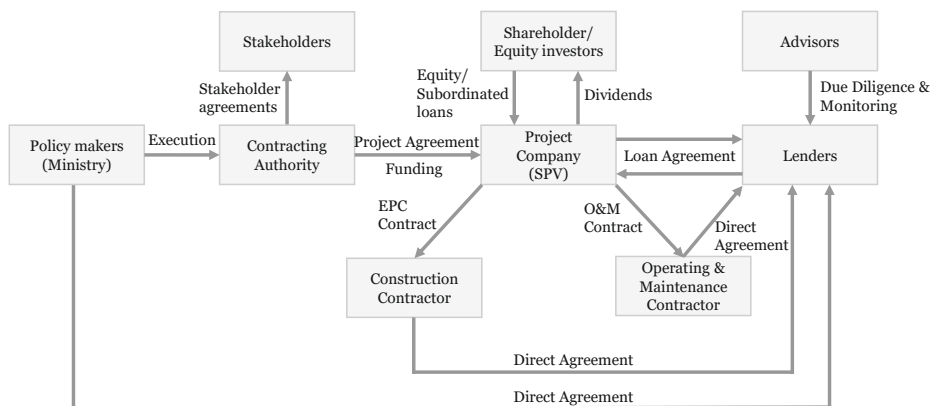 Stakeholders
Shareholder/
Equity investors
Advisors
Stakeholder
agreements
Equity/
Subordinated
loans
Dividends
Due Diligence &
Monitoring
Policy makers
(Ministry)
Execution
Contracting
Authority
Project Agreement
Funding
Project
Company
(SPV)
Loan Agreement
Lenders
EPC
Contract
O&M
Contract
Direct
Agreement
Construction
Contractor
Operating &
Maintenance
Contractor
Direct Agreement
Direct Agreement